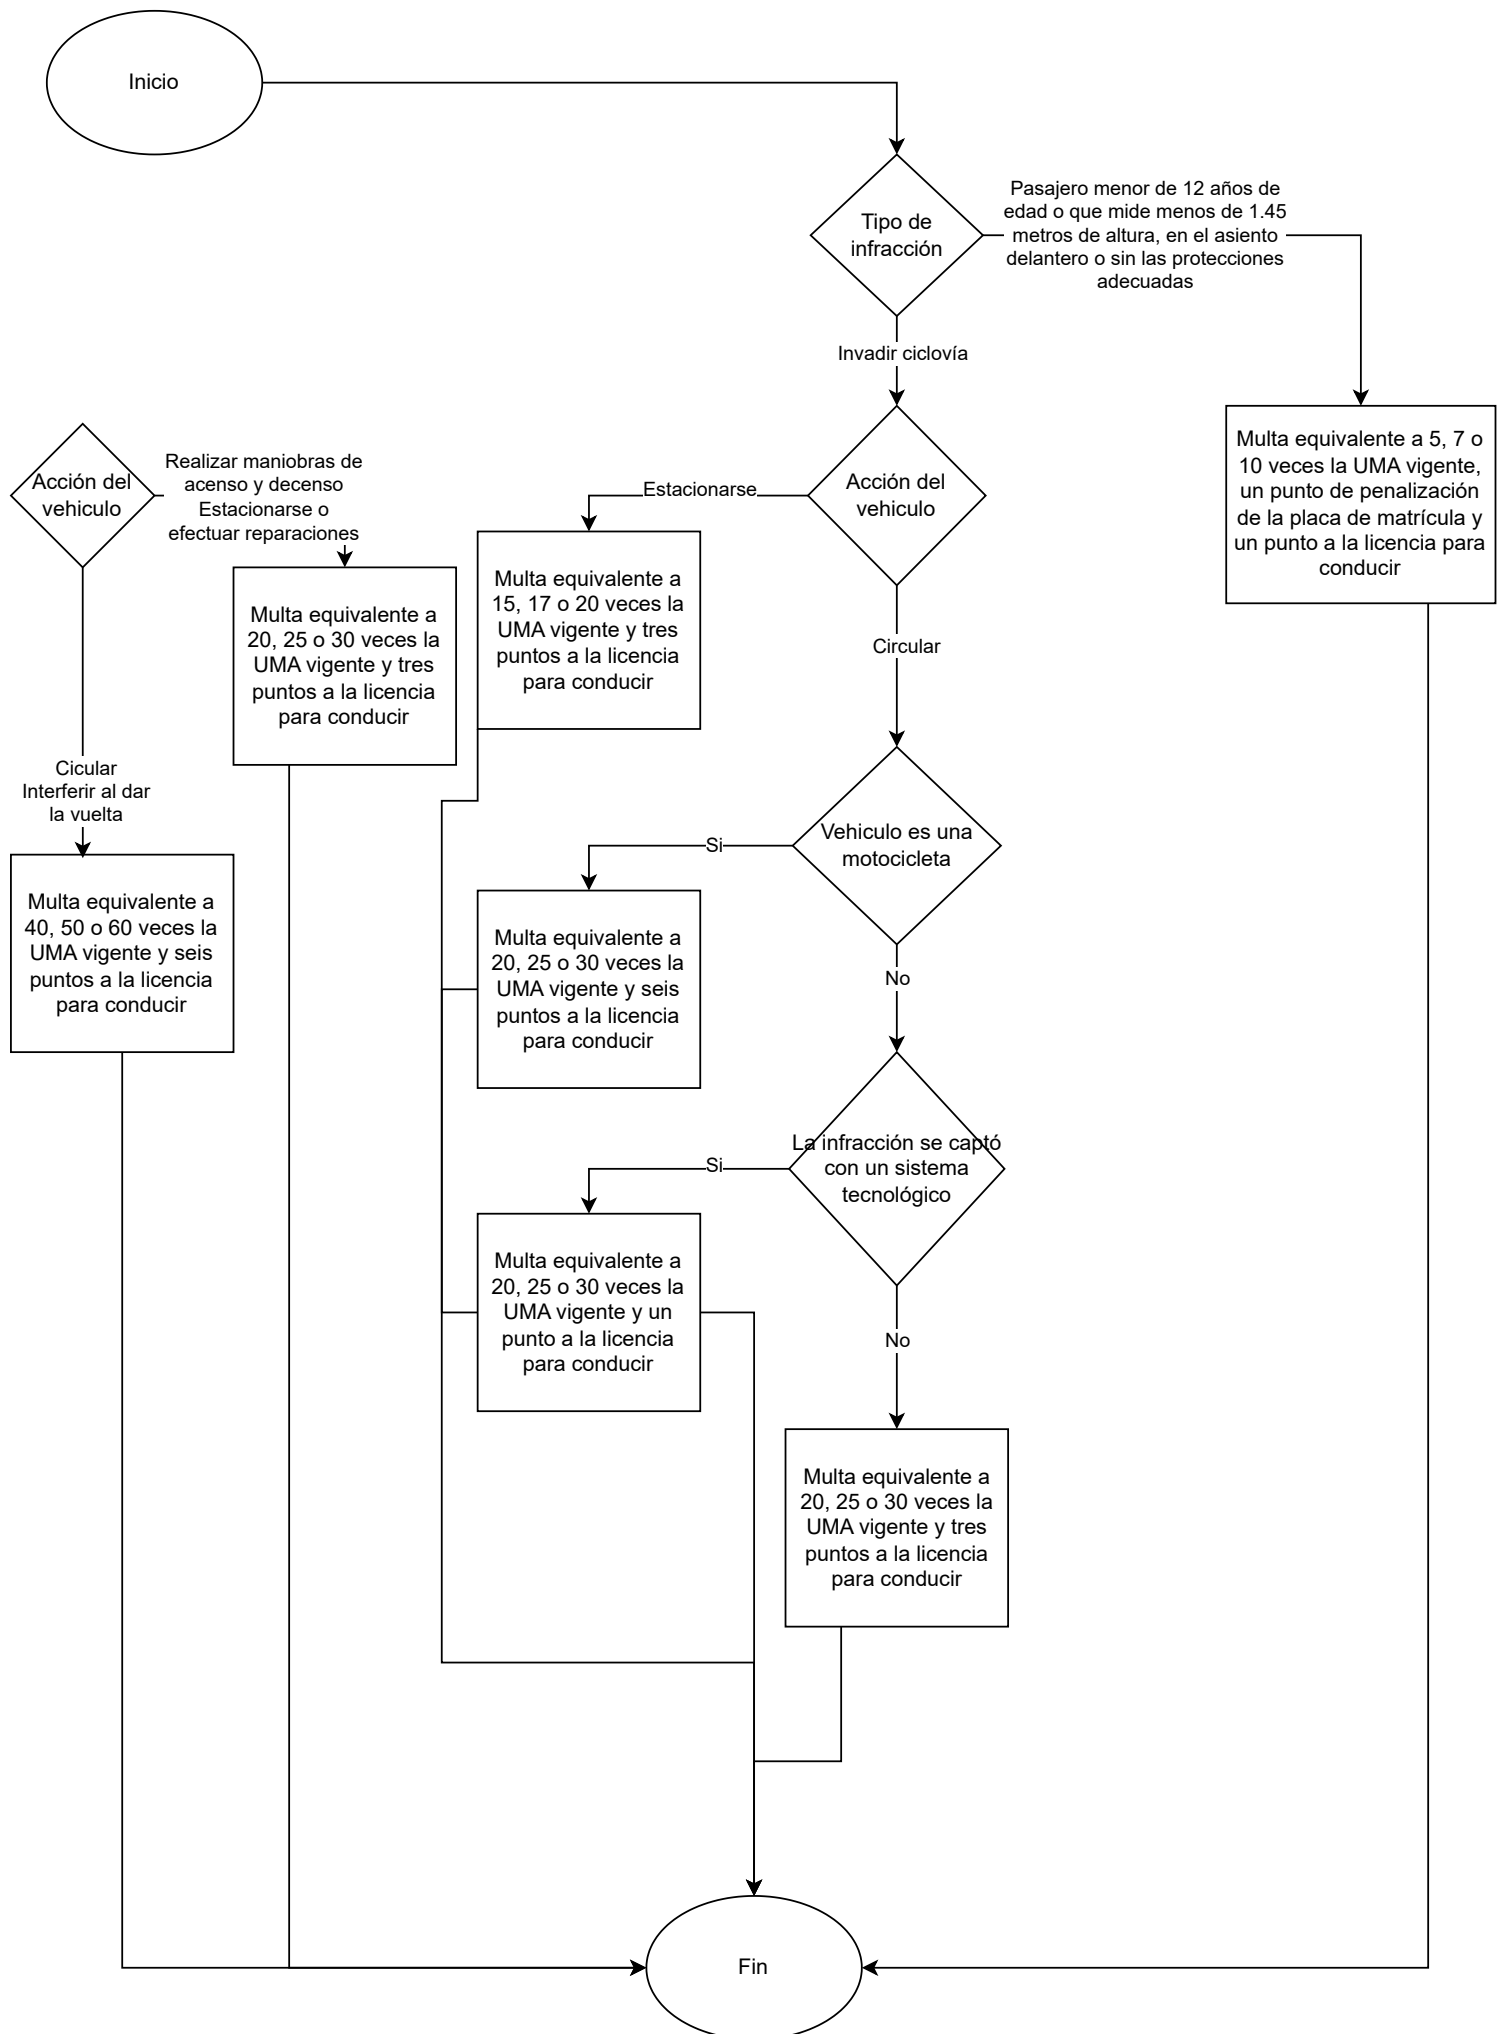 Inicio
Tipo de
infracción
Pasajero menor de 12 años de
edad o que mide menos de 1.45
metros de altura, en el asiento
delantero o sin las protecciones
adecuadas
Invadir ciclovía
Multa equivalente a 5, 7 o
10 veces la UMA vigente,
un punto de penalización
de la placa de matrícula y
un punto a la licencia para
conducir
Acción del
vehiculo
Realizar maniobras de
acenso y decenso
Estacionarse o
efectuar reparaciones
Estacionarse
Acción del
vehiculo
Multa equivalente a
20, 25 o 30 veces la
UMA vigente y tres
puntos a la licencia
para conducir
Multa equivalente a
15, 17 o 20 veces la
UMA vigente y tres
puntos a la licencia
para conducir
Circular
Cicular
Interferir al dar
la vuelta
Vehiculo es una
motocicleta
Si
Multa equivalente a
40, 50 o 60 veces la
UMA vigente y seis
puntos a la licencia
para conducir
Multa equivalente a
20, 25 o 30 veces la
UMA vigente y seis
puntos a la licencia
para conducir
No
La infracción se captó
con un sistema
tecnológico
Si
Multa equivalente a
20, 25 o 30 veces la
UMA vigente y un
punto a la licencia
para conducir
No
Multa equivalente a
20, 25 o 30 veces la
UMA vigente y tres
puntos a la licencia
para conducir
Fin